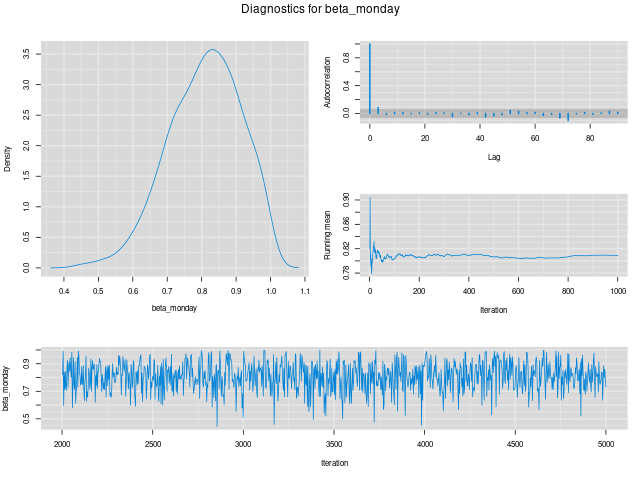 Diagnostics for beta_monday
Density
0.0 0.5 1.0 1.5 2.0 2.5 3.0 3.5
0.4 0.5 0.6 0.7 0.8 0.9 1.0 1.1
beta_monday
Autocorrelation
0.0 0.4 0.8
0 20 40 60 80
Lag
Running mean
0.78 0.82 0.86 0.90
0 200 400 600 800 1000
Iteration
beta_monday
0.5 0.7 0.9
2000 2500 3000 3500 4000 4500 5000
Iteration